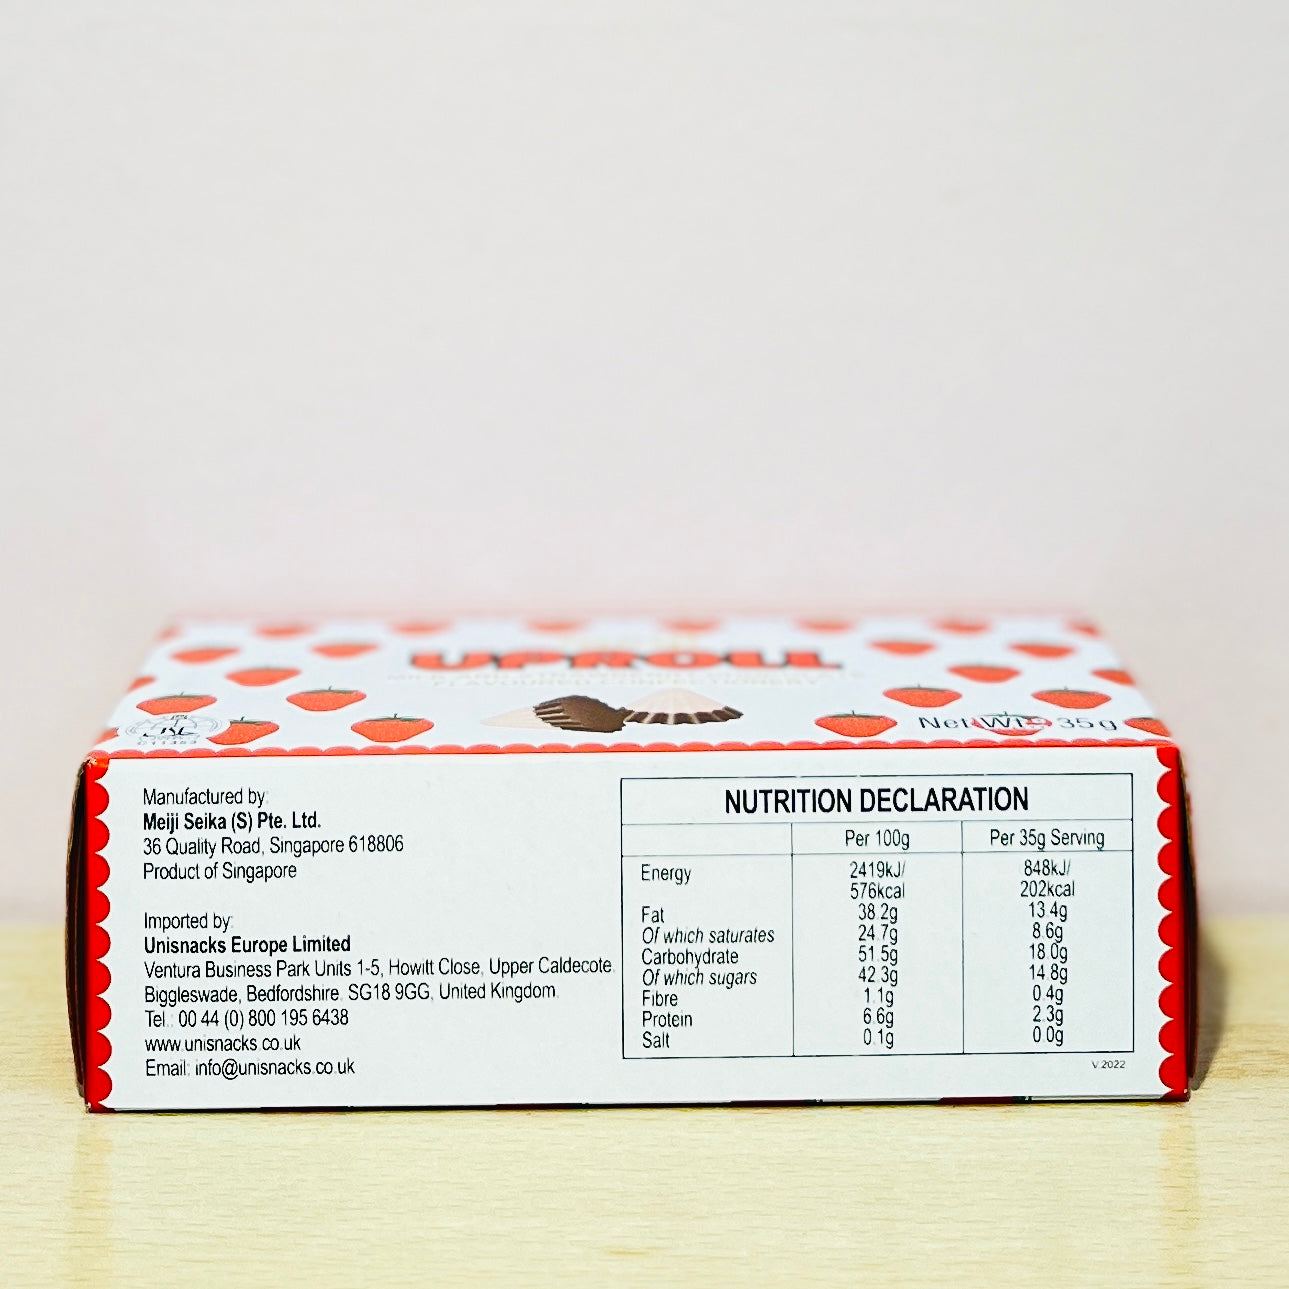 UPROLL
Net Wt. 35g
Manufactured by:
Meiji Seika (S) Pte. Ltd.
36 Quality Road, Singapore 618806
Product of Singapore
Imported by:
Unisnacks Europe Limited
Ventura Business Park Units 1-5, Howitt Close, Upper Caldecote.
Biggleswade, Bedfordshire. SG18 9GG, United Kingdom.
Tel.: 00 44 (0) 800 195 6438
www.unisnacks.co.uk
Email: info@unisnacks.co.uk
NUTRITION DECLARATION
Per 100g Per 35g Serving
Energy 2419kJ/ 848kJ/
576kcal 202kcal
Fat 38.2g 13.4g
Of which saturates 24.7g 8.6g
Carbohydrate 51.5g 18.0g
Of which sugars 42.3g 14.8g
Fibre 1.1g 0.4g
Protein 6.6g 2.3g
Salt 0.1g 0.0g
V.2022